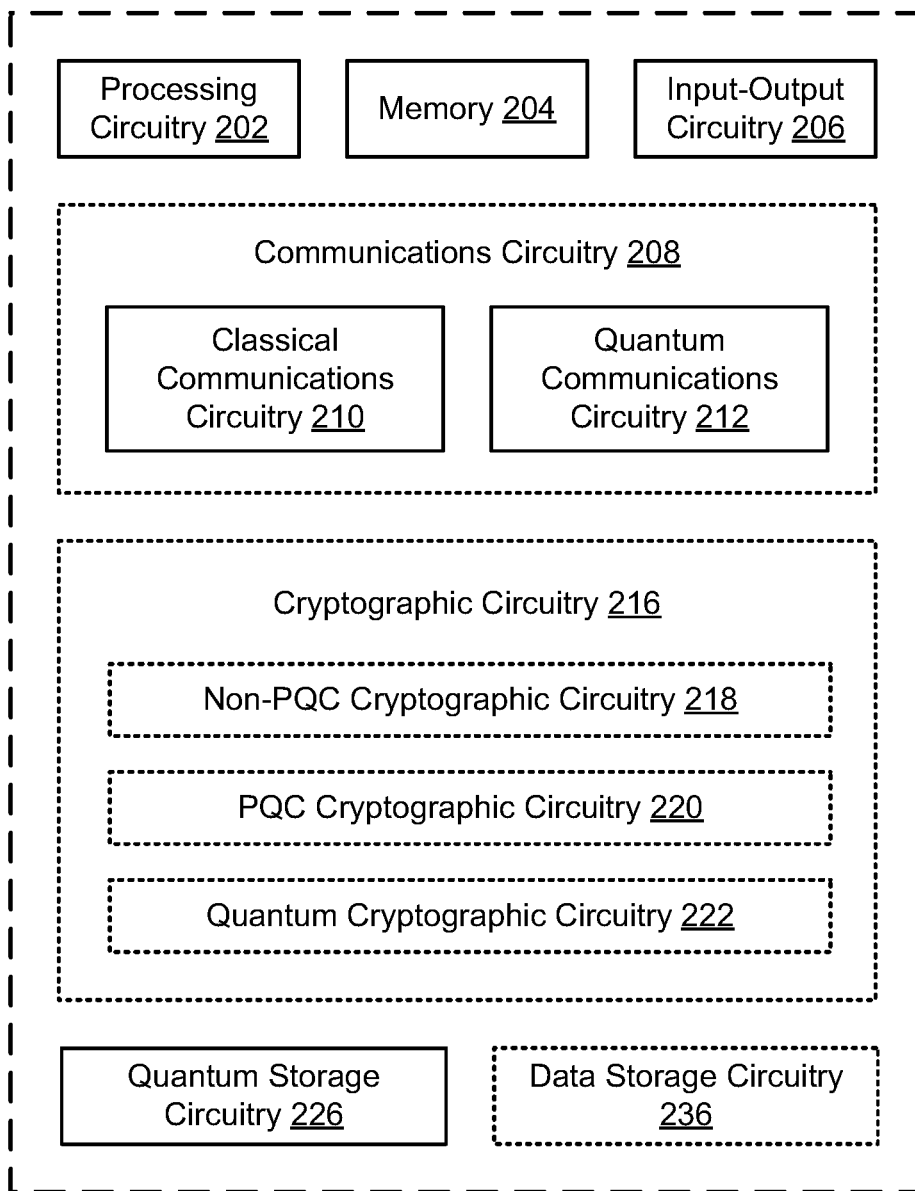 Processing
Circuitry 202
Memory 204
Input-Output
Circuitry 206
Communications Circuitry 208
Classical
Communications
Circuitry 210
Quantum
Communications
Circuitry 212
Cryptographic Circuitry 216
Non-PQC Cryptographic Circuitry 218
PQC Cryptographic Circuitry 220
Quantum Cryptographic Circuitry 222
Quantum Storage
Circuitry 226
Data Storage Circuitry
236